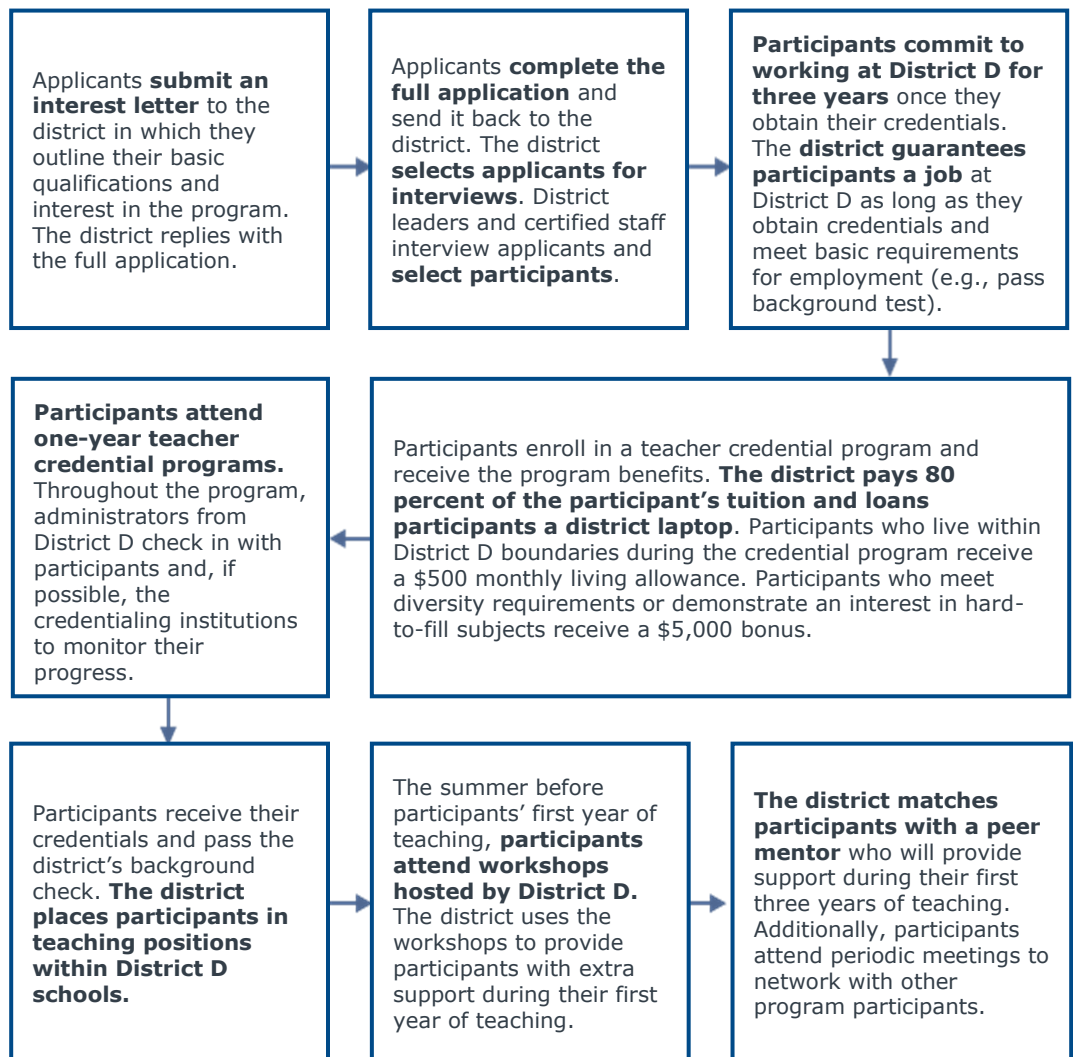 Applicants submit an
interest letter to the
district in which they
outline their basic
qualifications and
interest in the program.
The district replies with
the full application.
Applicants complete the
full application and
send it back to the
district. The district
selects applicants for
interviews. District
leaders and certified staff
interview applicants and
select participants.
Participants commit to
working at District D for
three years once they
obtain their credentials.
The district guarantees
participants a job at
District D as long as they
obtain credentials and
meet basic requirements
for employment (e.g., pass
background test).
Participants enroll in a teacher credential program and
receive the program benefits. The district pays 80
percent of the participant's tuition and loans
participants a district laptop. Participants who live within
District D boundaries during the credential program receive
a $500 monthly living allowance. Participants who meet
diversity requirements or demonstrate an interest in hard-
to-fill subjects receive a $5,000 bonus.
Participants attend
one-year teacher
credential programs.
Throughout the program,
administrators from
District D check in with
participants and, if
possible, the
credentialing institutions
to monitor their
progress.
Participants receive their
credentials and pass the
district's background
check. The district
places participants in
teaching positions
within District D
schools.
The summer before
participants' first year of
teaching, participants
attend workshops
hosted by District D.
The district uses the
workshops to provide
participants with extra
support during their first
year of teaching.
The district matches
participants with a peer
mentor who will provide
support during their first
three years of teaching.
Additionally, participants
attend periodic meetings to
network with other
program participants.